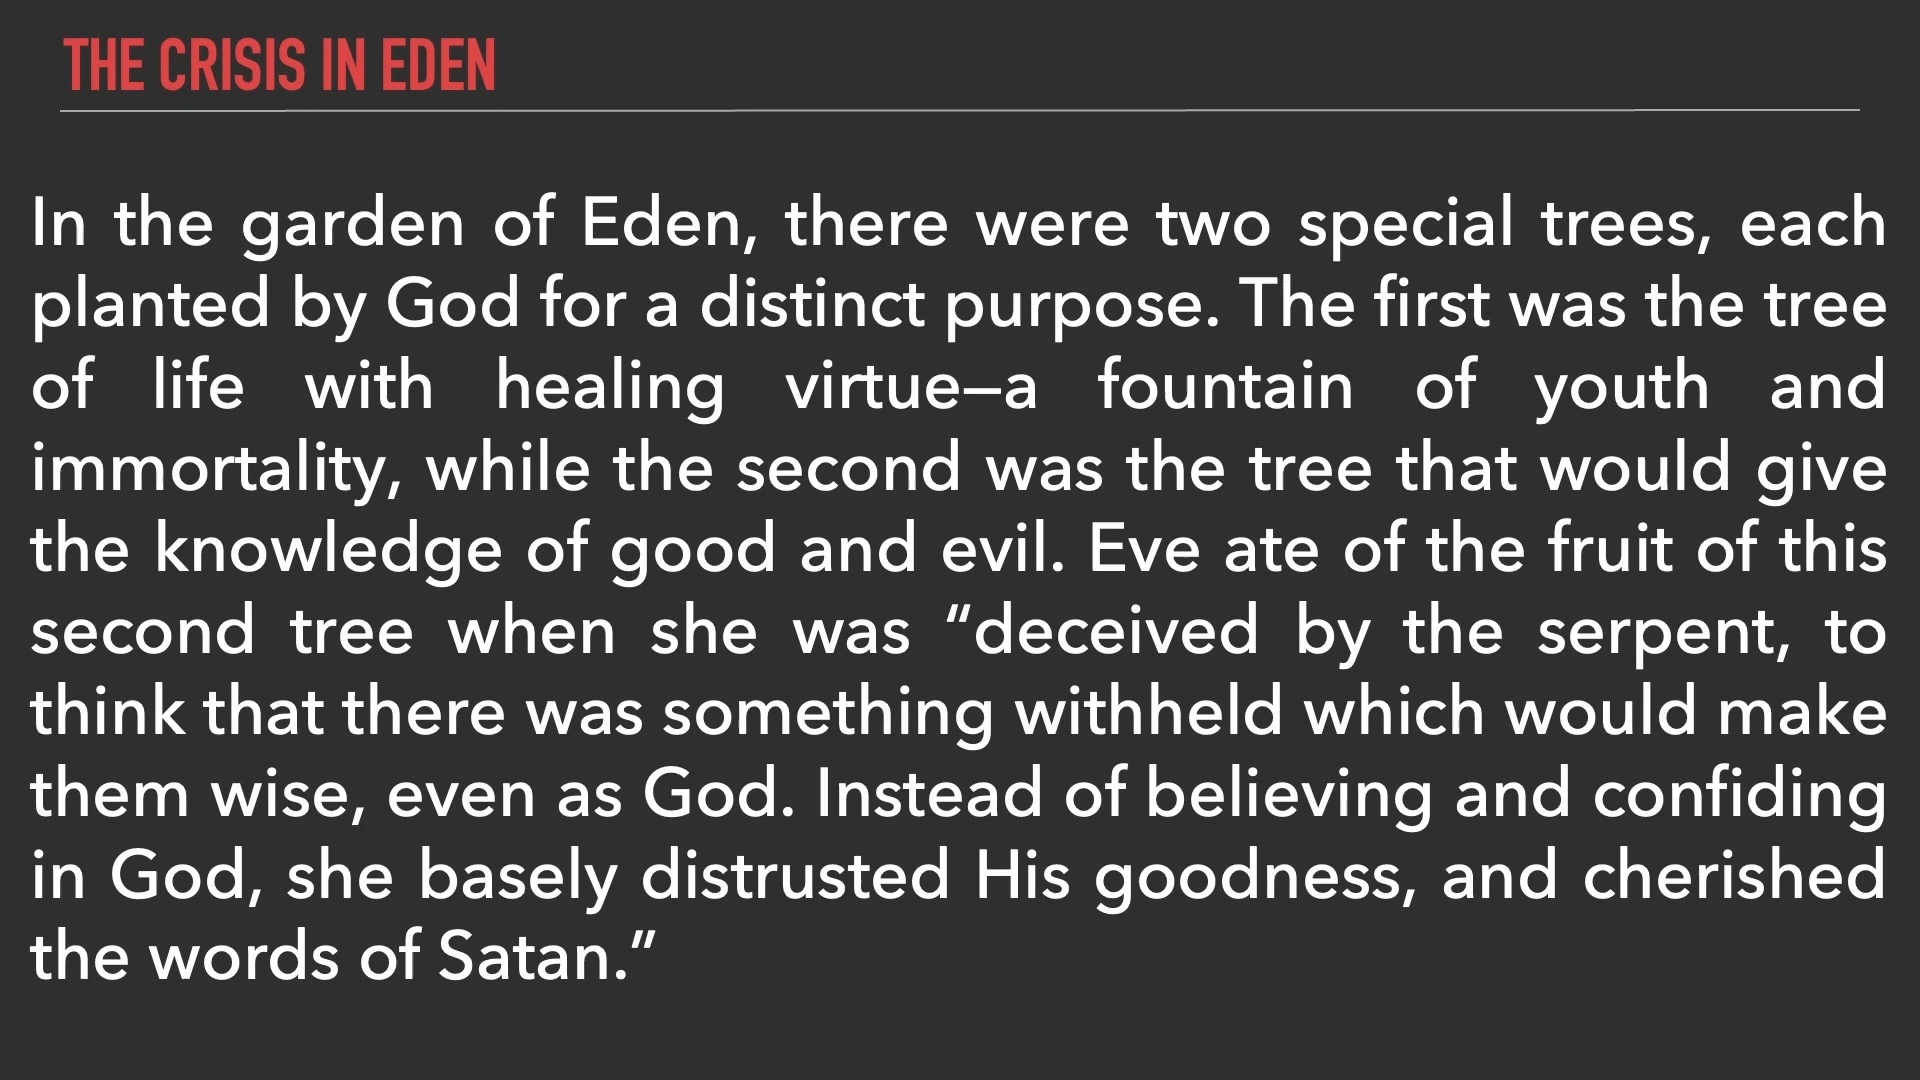 THE CRISIS IN EDEN
In the garden of Eden, there were two special trees, each
planted by God for a distinct purpose. The first was the tree
of life with healing virtue—a fountain of youth and
immortality, while the second was the tree that would give
the knowledge of good and evil. Eve ate of the fruit of this
second tree when she was “deceived by the serpent, to
think that there was something withheld which would make
them wise, even as God. Instead of believing and confiding
in God, she basely distrusted His goodness, and cherished
the words of Satan.”